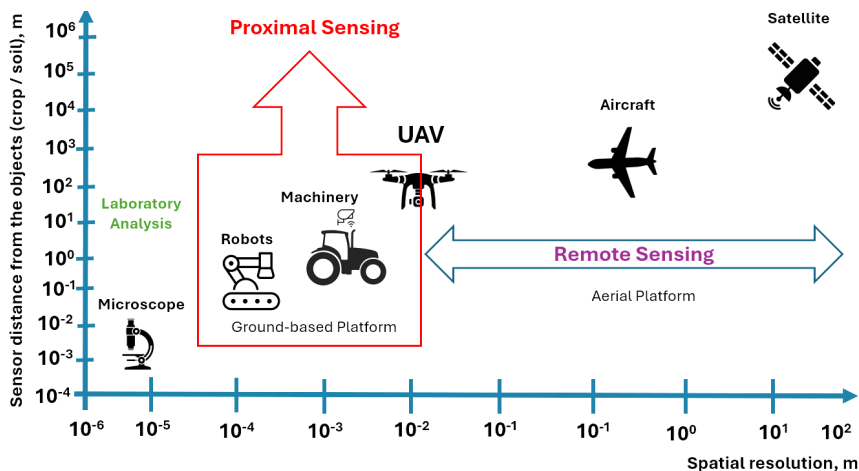 Sensor distance from the objects (crop / soil), m
10⁶
10⁵
10⁴
10³
10²
10¹
10⁰
10⁻¹
10⁻²
10⁻³
10⁻⁴
Proximal Sensing
Satellite
Aircraft
UAV
Machinery
Laboratory
Analysis
Robots
Remote Sensing
Aerial Platform
Microscope
Ground-based Platform
10⁻⁶
10⁻⁵
10⁻⁴
10⁻³
10⁻²
10⁻¹
10⁻¹
10⁰
10¹
10²
Spatial resolution, m